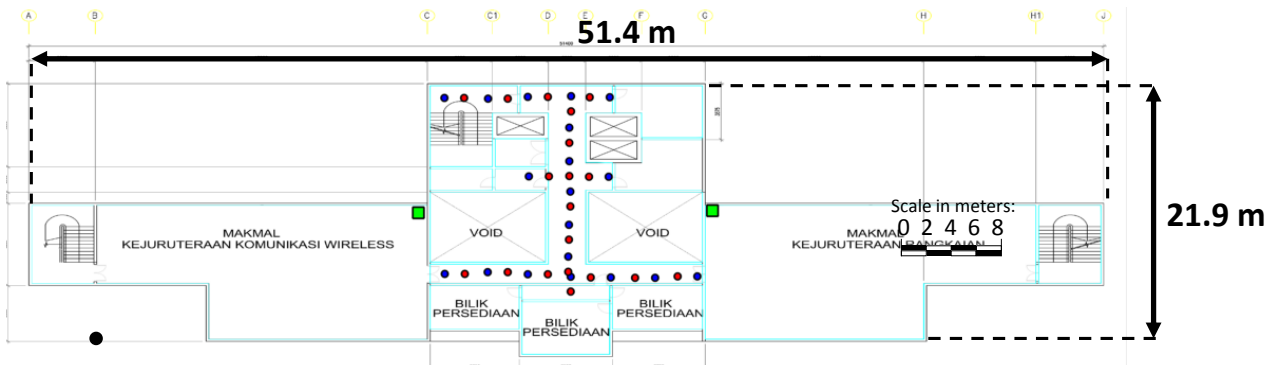 A B C C1 D E F G H H1 J
51.4 m
Scale in meters:
0 2 4 6 8
21.9 m
MAKMAL
KEJURUTERAAN KOMUNIKASI WIRELESS
VOID
VOID
MAKMAL
KEJURUTERAAN RANGKAIAN
BILIK
PERSEDIAAN
BILIK
PERSEDIAAN
BILIK
PERSEDIAAN